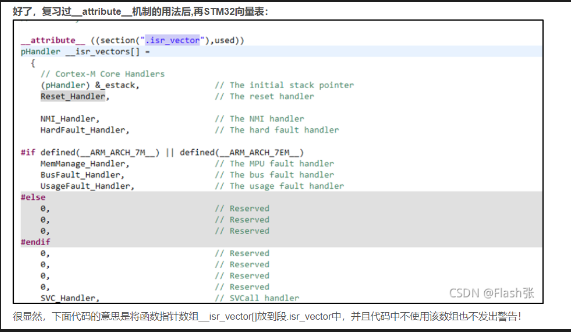 好了，复习过__attribute__机制的用法后,再STM32向量表：
__attribute__ ((section(".isr_vector"),used))
pHandler __isr_vectors[] =
{
// Cortex-M Core Handlers
(pHandler) &_estack, // The initial stack pointer
Reset_Handler, // The reset handler
NMI_Handler, // The NMI handler
HardFault_Handler, // The hard fault handler
#if defined(__ARM_ARCH_7M__) || defined(__ARM_ARCH_7EM__)
MemManage_Handler, // The MPU fault handler
BusFault_Handler, // The bus fault handler
UsageFault_Handler, // The usage fault handler
#else
0, // Reserved
0, // Reserved
0, // Reserved
#endif
0, // Reserved
0, // Reserved
0, // Reserved
0, // Reserved
SVC_Handler, // SVCall handler
CSDN @Flash张
很显然，下面代码的意思是将函数指针数组__isr_vector[]放到段.isr_vector中，并且代码中不使用该数组也不发出警告！